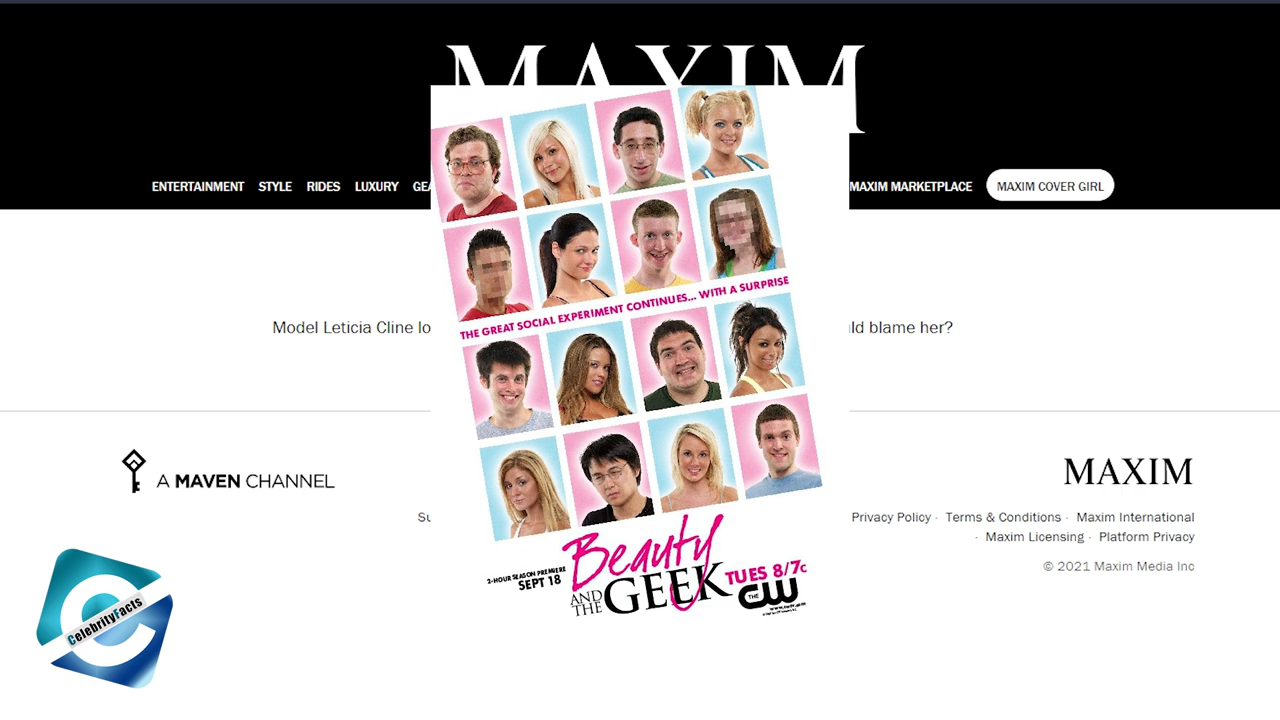 MAXIM
ENTERTAINMENT STYLE RIDES LUXURY GEA MAXIM MARKETPLACE MAXIM COVER GIRL
THE GREAT SOCIAL EXPERIMENT CONTINUES... WITH A SURPRISE
Model Leticia Cline lo
ld blame her?
A MAVEN CHANNEL
MAXIM
Su
Privacy Policy · Terms & Conditions · Maxim International
· Maxim Licensing · Platform Privacy
© 2021 Maxim Media Inc
2-HOUR SEASON PREMIERE
SEPT 18
Beauty
AND THE GEEK
TUES 8/7c
THE CW
CelebrityFacts